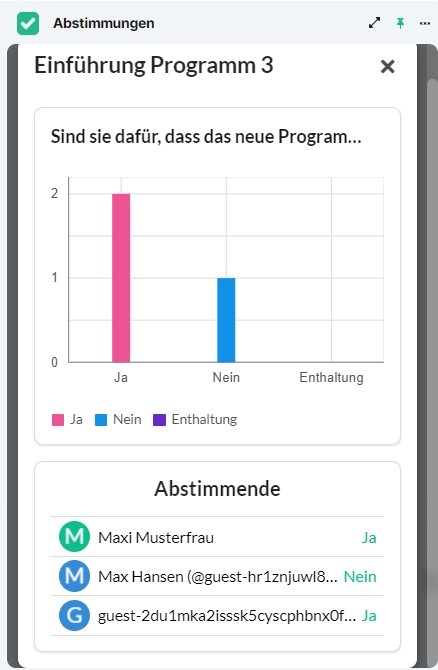 Abstimmungen
Einführung Programm 3
Sind sie dafür, dass das neue Program...
2
1
0
Ja Nein Enthaltung
Ja Nein Enthaltung
Abstimmende
M Maxi Musterfrau Ja
M Max Hansen (@guest-hr1znjuwl8... Nein
G guest-2du1mka2isssk5cyscphbnx0f... Ja